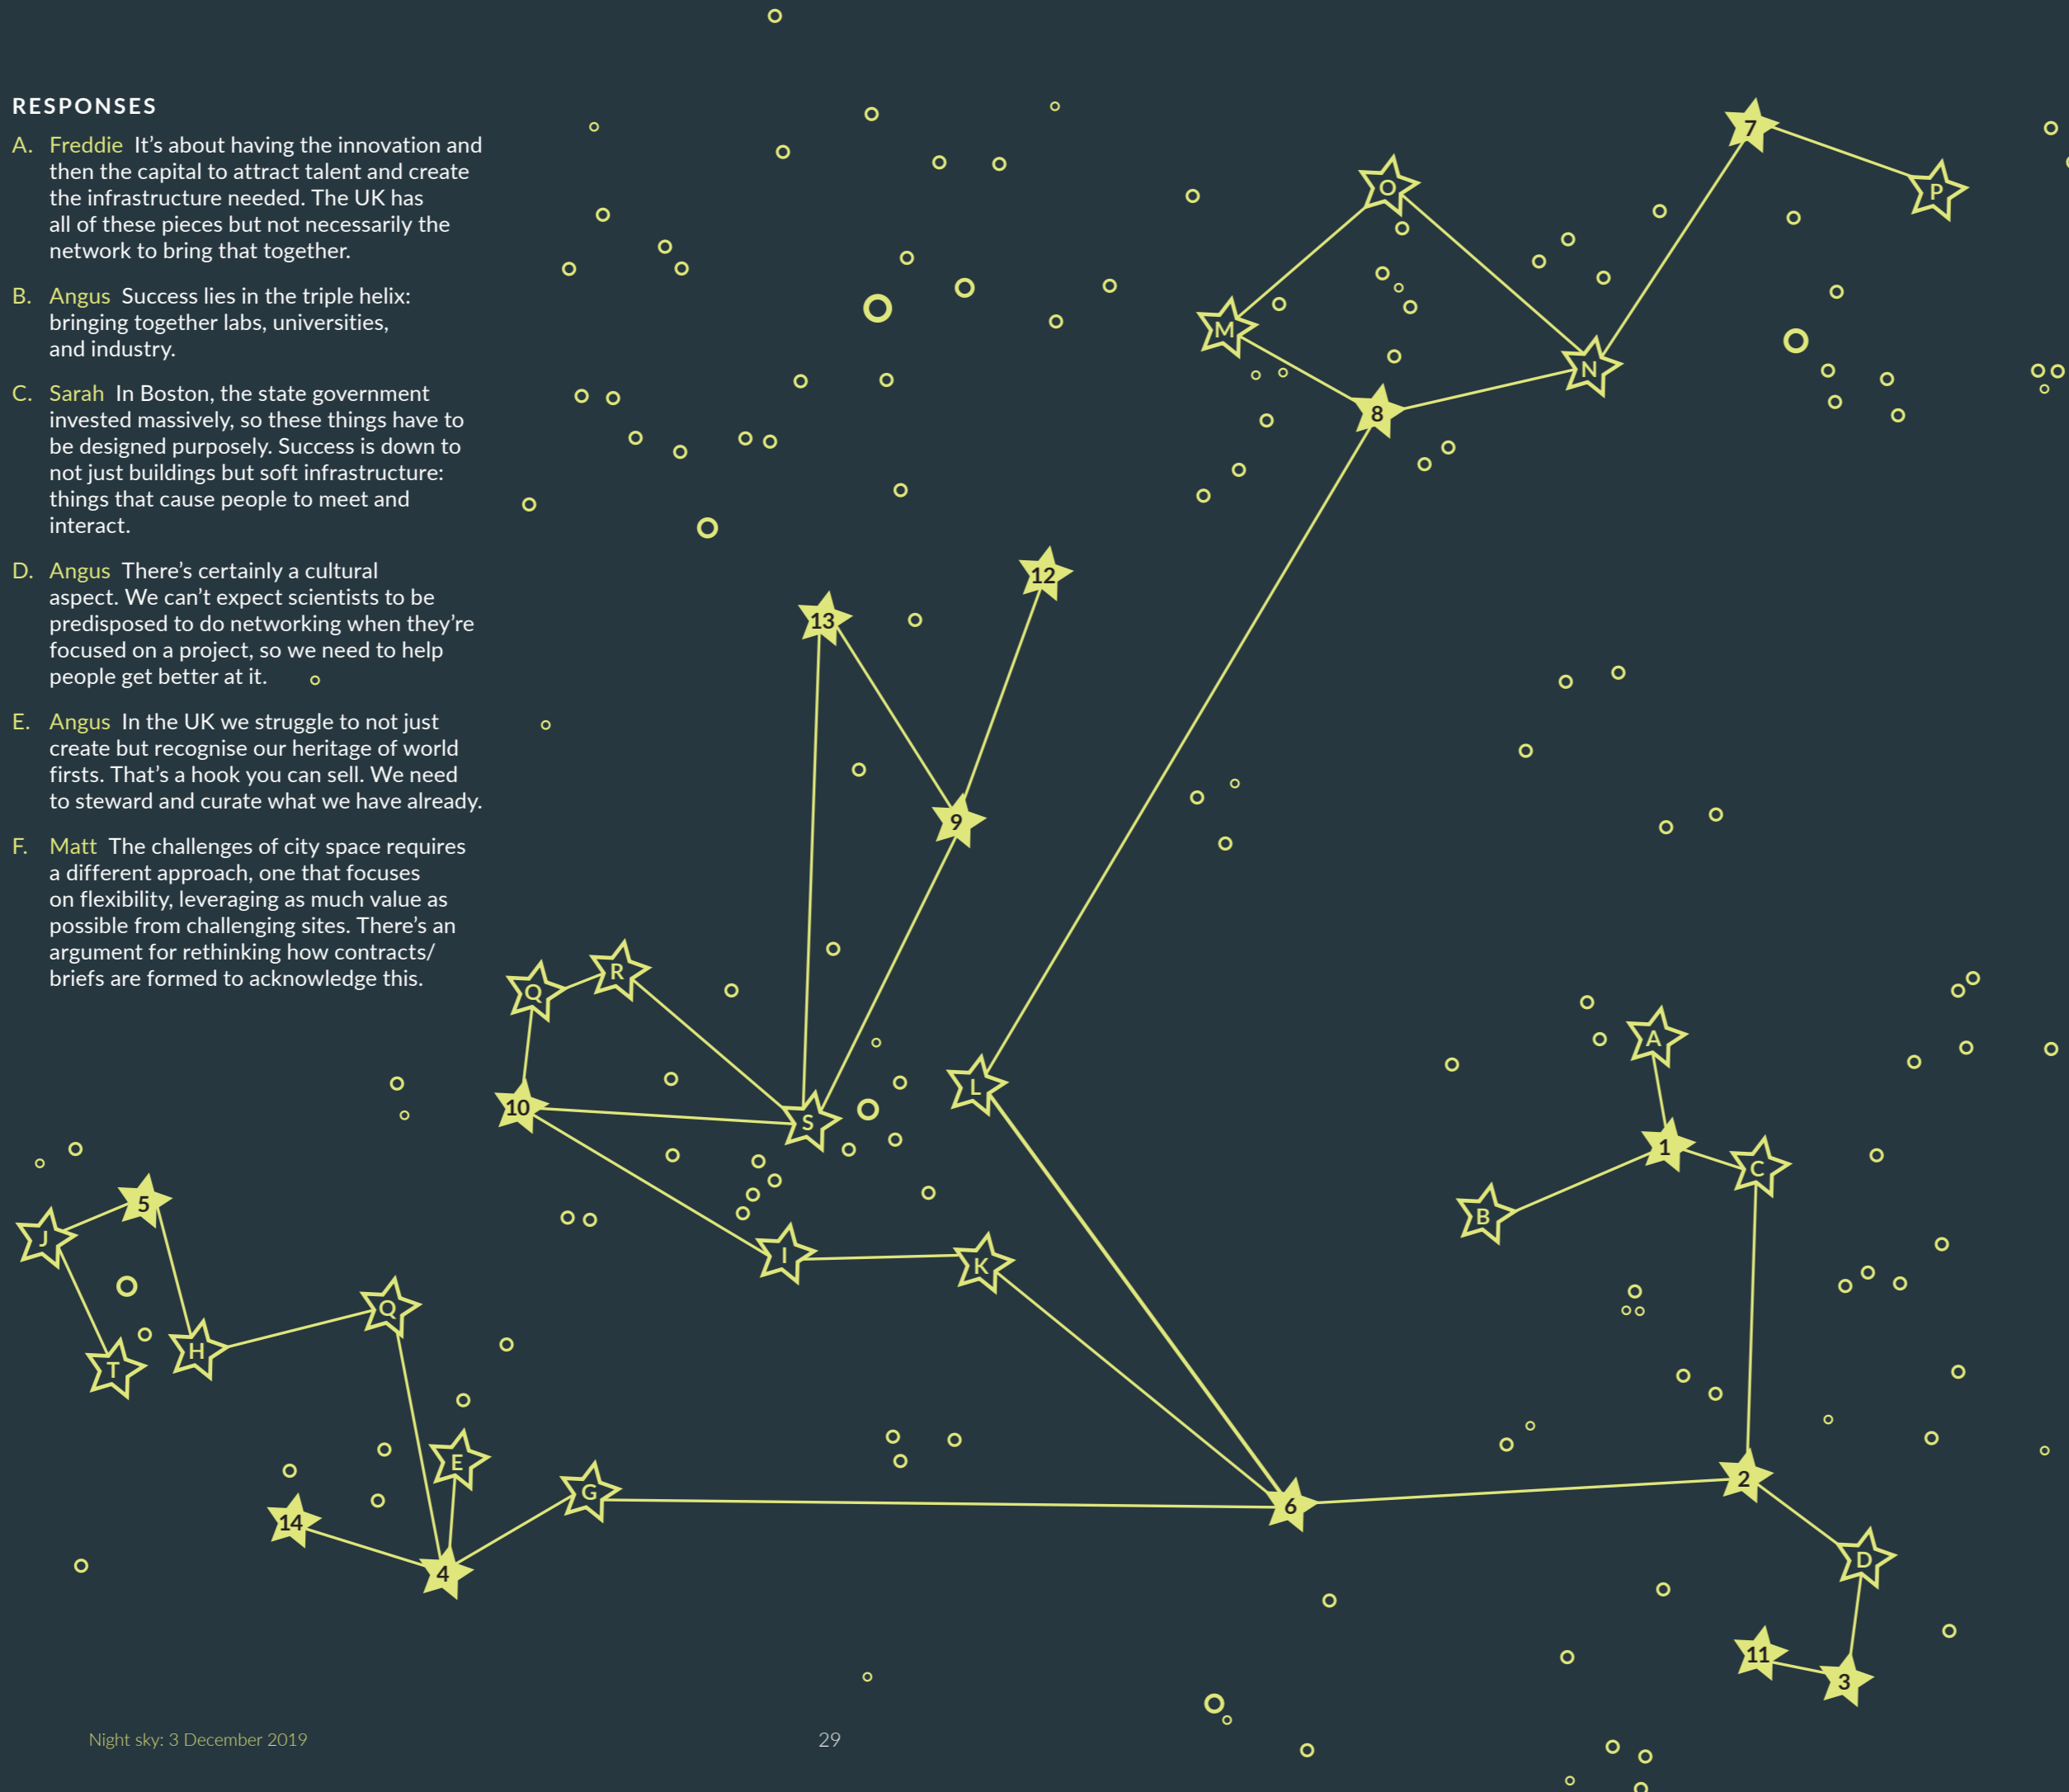 RESPONSES
A. Freddie It’s about having the innovation and
then the capital to attract talent and create
the infrastructure needed. The UK has
all of these pieces but not necessarily the
network to bring that together.
B. Angus Success lies in the triple helix:
bringing together labs, universities,
and industry.
C. Sarah In Boston, the state government
invested massively, so these things have to
be designed purposely. Success is down to
not just buildings but soft infrastructure:
things that cause people to meet and
interact.
D. Angus There’s certainly a cultural
aspect. We can’t expect scientists to be
predisposed to do networking when they’re
focused on a project, so we need to help
people get better at it.
E. Angus In the UK we struggle to not just
create but recognise our heritage of world
firsts. That’s a hook you can sell. We need
to steward and curate what we have already.
F. Matt The challenges of city space requires
a different approach, one that focuses
on flexibility, leveraging as much value as
possible from challenging sites. There’s an
argument for rethinking how contracts/
briefs are formed to acknowledge this.
7
O
P
M
N
8
12
13
9
R
Q
A
L
10
S
1
C
5
B
J
I
K
Q
H
T
E
2
G
6
14
D
4
11
3
Night sky: 3 December 2019
29